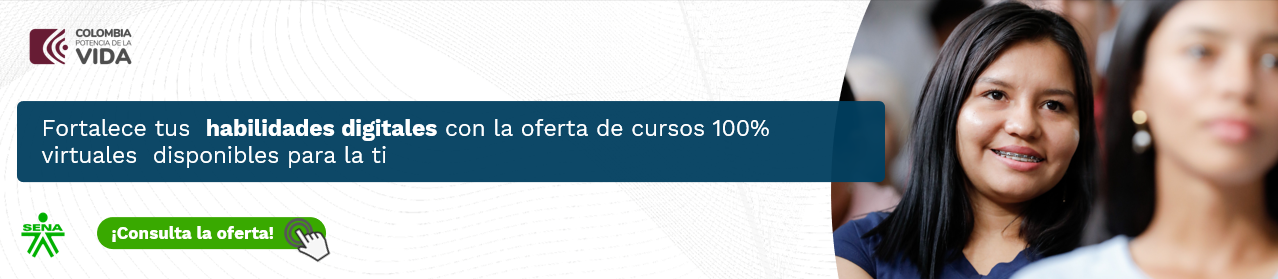 COLOMBIA
POTENCIA DE LA
VIDA
Fortalece tus habilidades digitales con la oferta de cursos 100%
virtuales disponibles para la ti
SENA
¡Consulta la oferta!